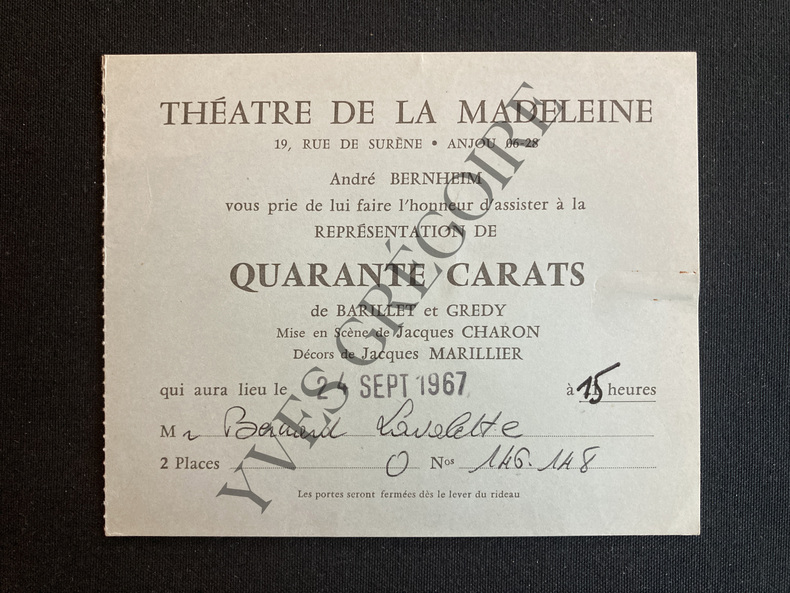 THÉATRE DE LA MADELEINE
19, RUE DE SURÈNE • ANJOU 06-28
André BERNHEIM
vous prie de lui faire l'honneur d'assister à la
REPRÉSENTATION DE
QUARANTE CARATS
de BARILLET et GREDY
Mise en Scène de Jacques CHARON
Décors de Jacques MARILLIER
qui aura lieu le 24 SEPT 1967 à 15 heures
M r Bernard Lavalette
2 Places O Nos 146.148
Les portes seront fermées dès le lever du rideau
YVES GRÉGOIRE